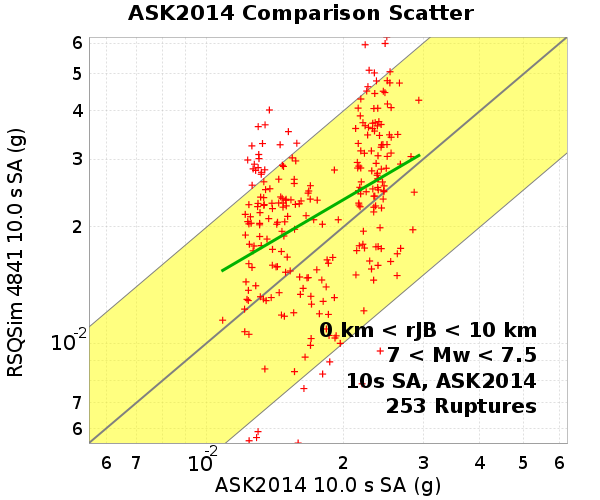 ASK2014 Comparison Scatter
RSQSim 4841 10.0 s SA (g)
6
5
4
3
2
10-2
7
6
0 km < rJB < 10 km
7 < Mw < 7.5
10s SA, ASK2014
253 Ruptures
6 7 10-2 2 3 4 5 6
ASK2014 10.0 s SA (g)